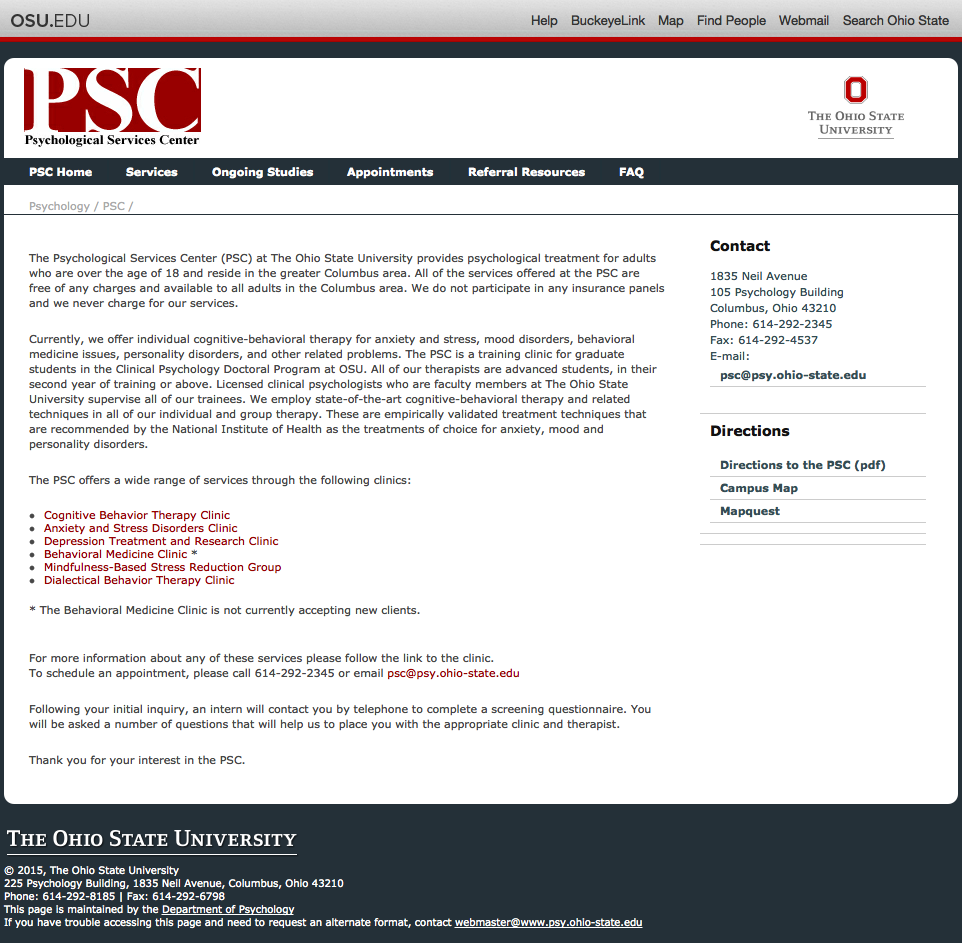 OSU.EDU
Help BuckeyeLink Map Find People Webmail Search Ohio State
PSC
Psychological Services Center
O
The Ohio State
University
PSC Home Services Ongoing Studies Appointments Referral Resources FAQ
Psychology / PSC /
The Psychological Services Center (PSC) at The Ohio State University provides psychological treatment for adults
who are over the age of 18 and reside in the greater Columbus area. All of the services offered at the PSC are
free of any charges and available to all adults in the Columbus area. We do not participate in any insurance panels
and we never charge for our services.
Currently, we offer individual cognitive-behavioral therapy for anxiety and stress, mood disorders, behavioral
medicine issues, personality disorders, and other related problems. The PSC is a training clinic for graduate
students in the Clinical Psychology Doctoral Program at OSU. All of our therapists are advanced students, in their
second year of training or above. Licensed clinical psychologists who are faculty members at The Ohio State
University supervise all of our trainees. We employ state-of-the-art cognitive-behavioral therapy and related
techniques in all of our individual and group therapy. These are empirically validated treatment techniques that
are recommended by the National Institute of Health as the treatments of choice for anxiety, mood and
personality disorders.
The PSC offers a wide range of services through the following clinics:
• Cognitive Behavior Therapy Clinic
• Anxiety and Stress Disorders Clinic
• Depression Treatment and Research Clinic
• Behavioral Medicine Clinic *
• Mindfulness-Based Stress Reduction Group
• Dialectical Behavior Therapy Clinic
* The Behavioral Medicine Clinic is not currently accepting new clients.
For more information about any of these services please follow the link to the clinic.
To schedule an appointment, please call 614-292-2345 or email psc@psy.ohio-state.edu
Following your initial inquiry, an intern will contact you by telephone to complete a screening questionnaire. You
will be asked a number of questions that will help us to place you with the appropriate clinic and therapist.
Thank you for your interest in the PSC.
Contact
1835 Neil Avenue
105 Psychology Building
Columbus, Ohio 43210
Phone: 614-292-2345
Fax: 614-292-4537
E-mail:
psc@psy.ohio-state.edu
Directions
Directions to the PSC (pdf)
Campus Map
Mapquest
The Ohio State University
© 2015, The Ohio State University
225 Psychology Building, 1835 Neil Avenue, Columbus, Ohio 43210
Phone: 614-292-8185 | Fax: 614-292-6798
This page is maintained by the Department of Psychology
If you have trouble accessing this page and need to request an alternate format, contact webmaster@www.psy.ohio-state.edu